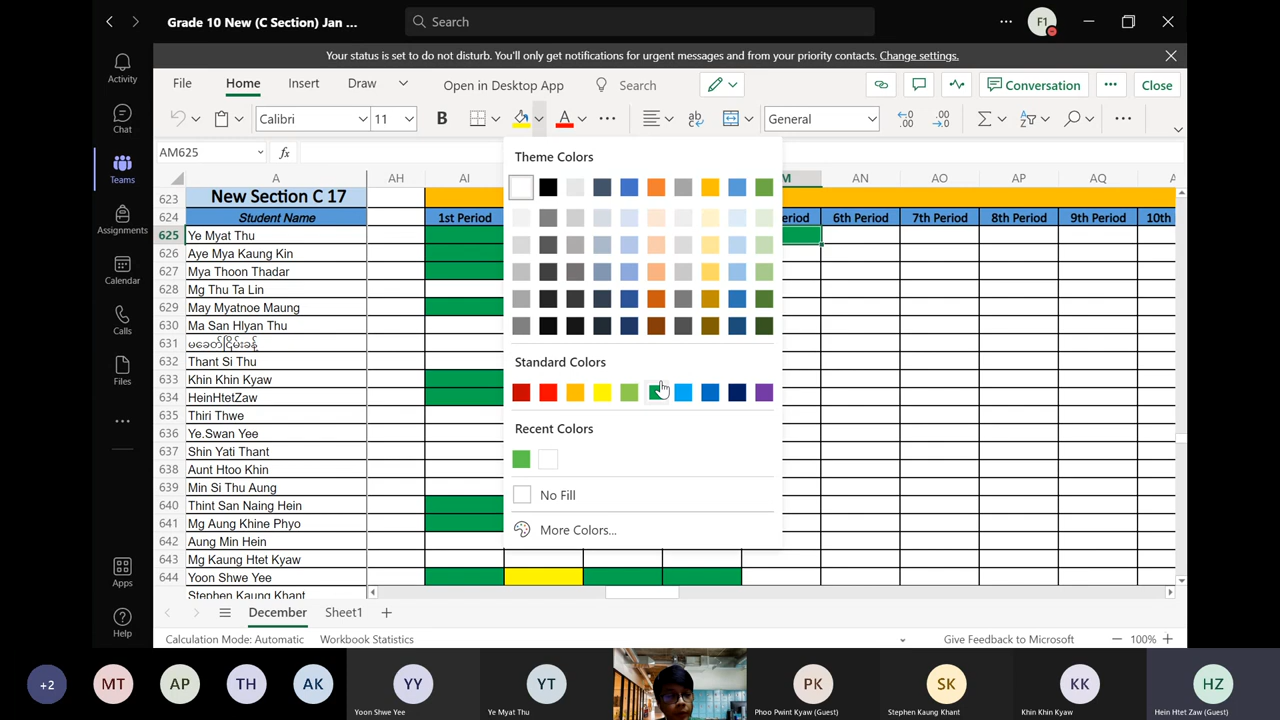 Grade 10 New (C Section) Jan ...
Search
F1
Your status is set to do not disturb. You'll only get notifications for urgent messages and from your priority contacts. Change settings.
Activity
Chat
Teams
Assignments
Calendar
Calls
Files
Apps
Help
File Home Insert Draw Open in Desktop App Search Conversation Close
Calibri 11 B A General
AM625 fx
A AH AI M AN AO AP AQ A
623 New Section C 17
624 Student Name 1st Period eriod 6th Period 7th Period 8th Period 9th Period 10th
625 Ye Myat Thu
626 Aye Mya Kaung Kin
627 Mya Thoon Thadar
628 Mg Thu Ta Lin
629 May Myatnoe Maung
630 Ma San Hlyan Thu
631 မခေတ်ငြိမ်းခန့်
632 Thant Si Thu
633 Khin Khin Kyaw
634 HeinHtetZaw
635 Thiri Thwe
636 Ye.Swan Yee
637 Shin Yati Thant
638 Aunt Htoo Khin
639 Min Si Thu Aung
640 Thint San Naing Hein
641 Mg Aung Khine Phyo
642 Aung Min Hein
643 Mg Kaung Htet Kyaw
644 Yoon Shwe Yee
Stephen Kaung Khant
Theme Colors
Standard Colors
Recent Colors
No Fill
More Colors...
December Sheet1
Calculation Mode: Automatic Workbook Statistics Give Feedback to Microsoft 100%
+2 MT AP TH AK YY YT PK SK KK HZ
Yoon Shwe Yee Ye Myat Thu Phoo Pwint Kyaw (Guest) Stephen Kaung Khant Khin Khin Kyaw Hein Htet Zaw (Guest)